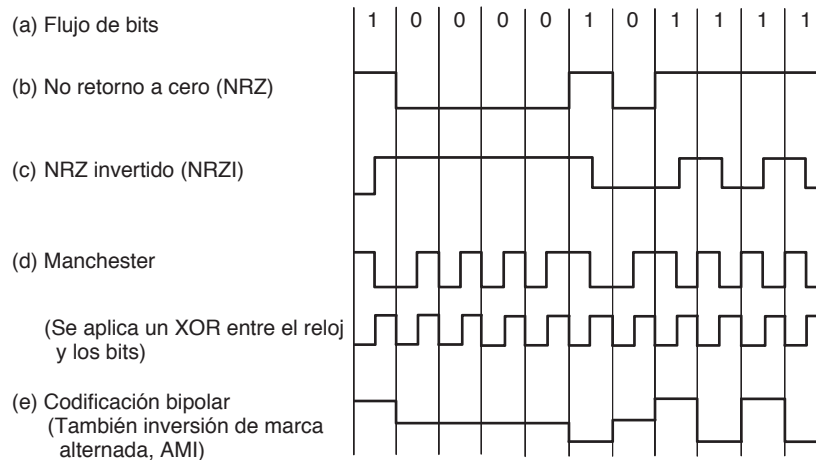 (a) Flujo de bits 1 0 0 0 0 1 0 1 1 1 1
(b) No retorno a cero (NRZ)
(c) NRZ invertido (NRZI)
(d) Manchester
(Se aplica un XOR entre el reloj
y los bits)
(e) Codificación bipolar
(También inversión de marca
alternada, AMI)